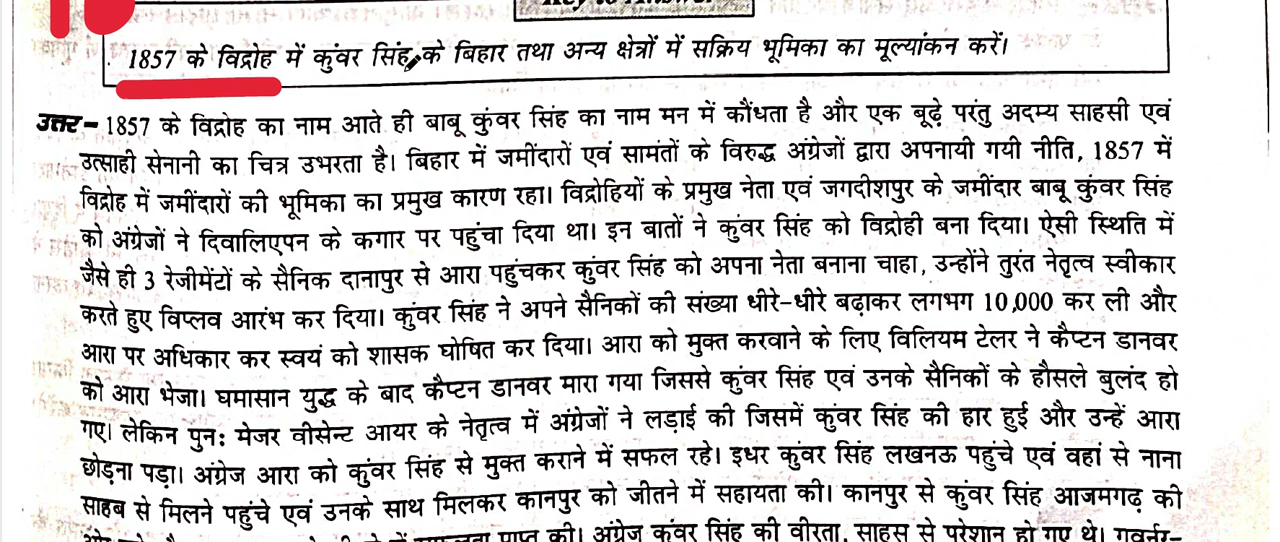 Key to Answer
1857 के विद्रोह में कुंवर सिंह के बिहार तथा अन्य क्षेत्रों में सक्रिय भूमिका का मूल्यांकन करें।
उत्तर– 1857 के विद्रोह का नाम आते ही बाबू कुंवर सिंह का नाम मन में कौंधता है और एक बूढ़े परंतु अदम्य साहसी एवं
उत्साही सेनानी का चित्र उभरता है। बिहार में जमींदारों एवं सामंतों के विरुद्ध अंग्रेजों द्वारा अपनायी गयी नीति, 1857 में
विद्रोह में जमींदारों की भूमिका का प्रमुख कारण रहा। विद्रोहियों के प्रमुख नेता एवं जगदीशपुर के जमींदार बाबू कुंवर सिंह
को अंग्रेजों ने दिवालिएपन के कगार पर पहुंचा दिया था। इन बातों ने कुंवर सिंह को विद्रोही बना दिया। ऐसी स्थिति में
जैसे ही 3 रेजीमेंटों के सैनिक दानापुर से आरा पहुंचकर कुंवर सिंह को अपना नेता बनाना चाहा, उन्होंने तुरंत नेतृत्व स्वीकार
करते हुए विप्लव आरंभ कर दिया। कुंवर सिंह ने अपने सैनिकों की संख्या धीरे-धीरे बढ़ाकर लगभग 10,000 कर ली और
आरा पर अधिकार कर स्वयं को शासक घोषित कर दिया। आरा को मुक्त करवाने के लिए विलियम टेलर ने कैप्टन डानवर
को आरा भेजा। घमासान युद्ध के बाद कैप्टन डानवर मारा गया जिससे कुंवर सिंह एवं उनके सैनिकों के हौसले बुलंद हो
गए। लेकिन पुन: मेजर वीसेन्ट आयर के नेतृत्व में अंग्रेजों ने लड़ाई की जिसमें कुंवर सिंह की हार हुई और उन्हें आरा
छोड़ना पड़ा। अंग्रेज आरा को कुंवर सिंह से मुक्त कराने में सफल रहे। इधर कुंवर सिंह लखनऊ पहुंचे एवं वहां से नाना
साहब से मिलने पहुंचे एवं उनके साथ मिलकर कानपुर को जीतने में सहायता की। कानपुर से कुंवर सिंह आजमगढ़ की
सफलता प्राप्त की। अंग्रेज कुंवर सिंह की वीरता, साहस से परेशान हो गए थे। गवर्नर-